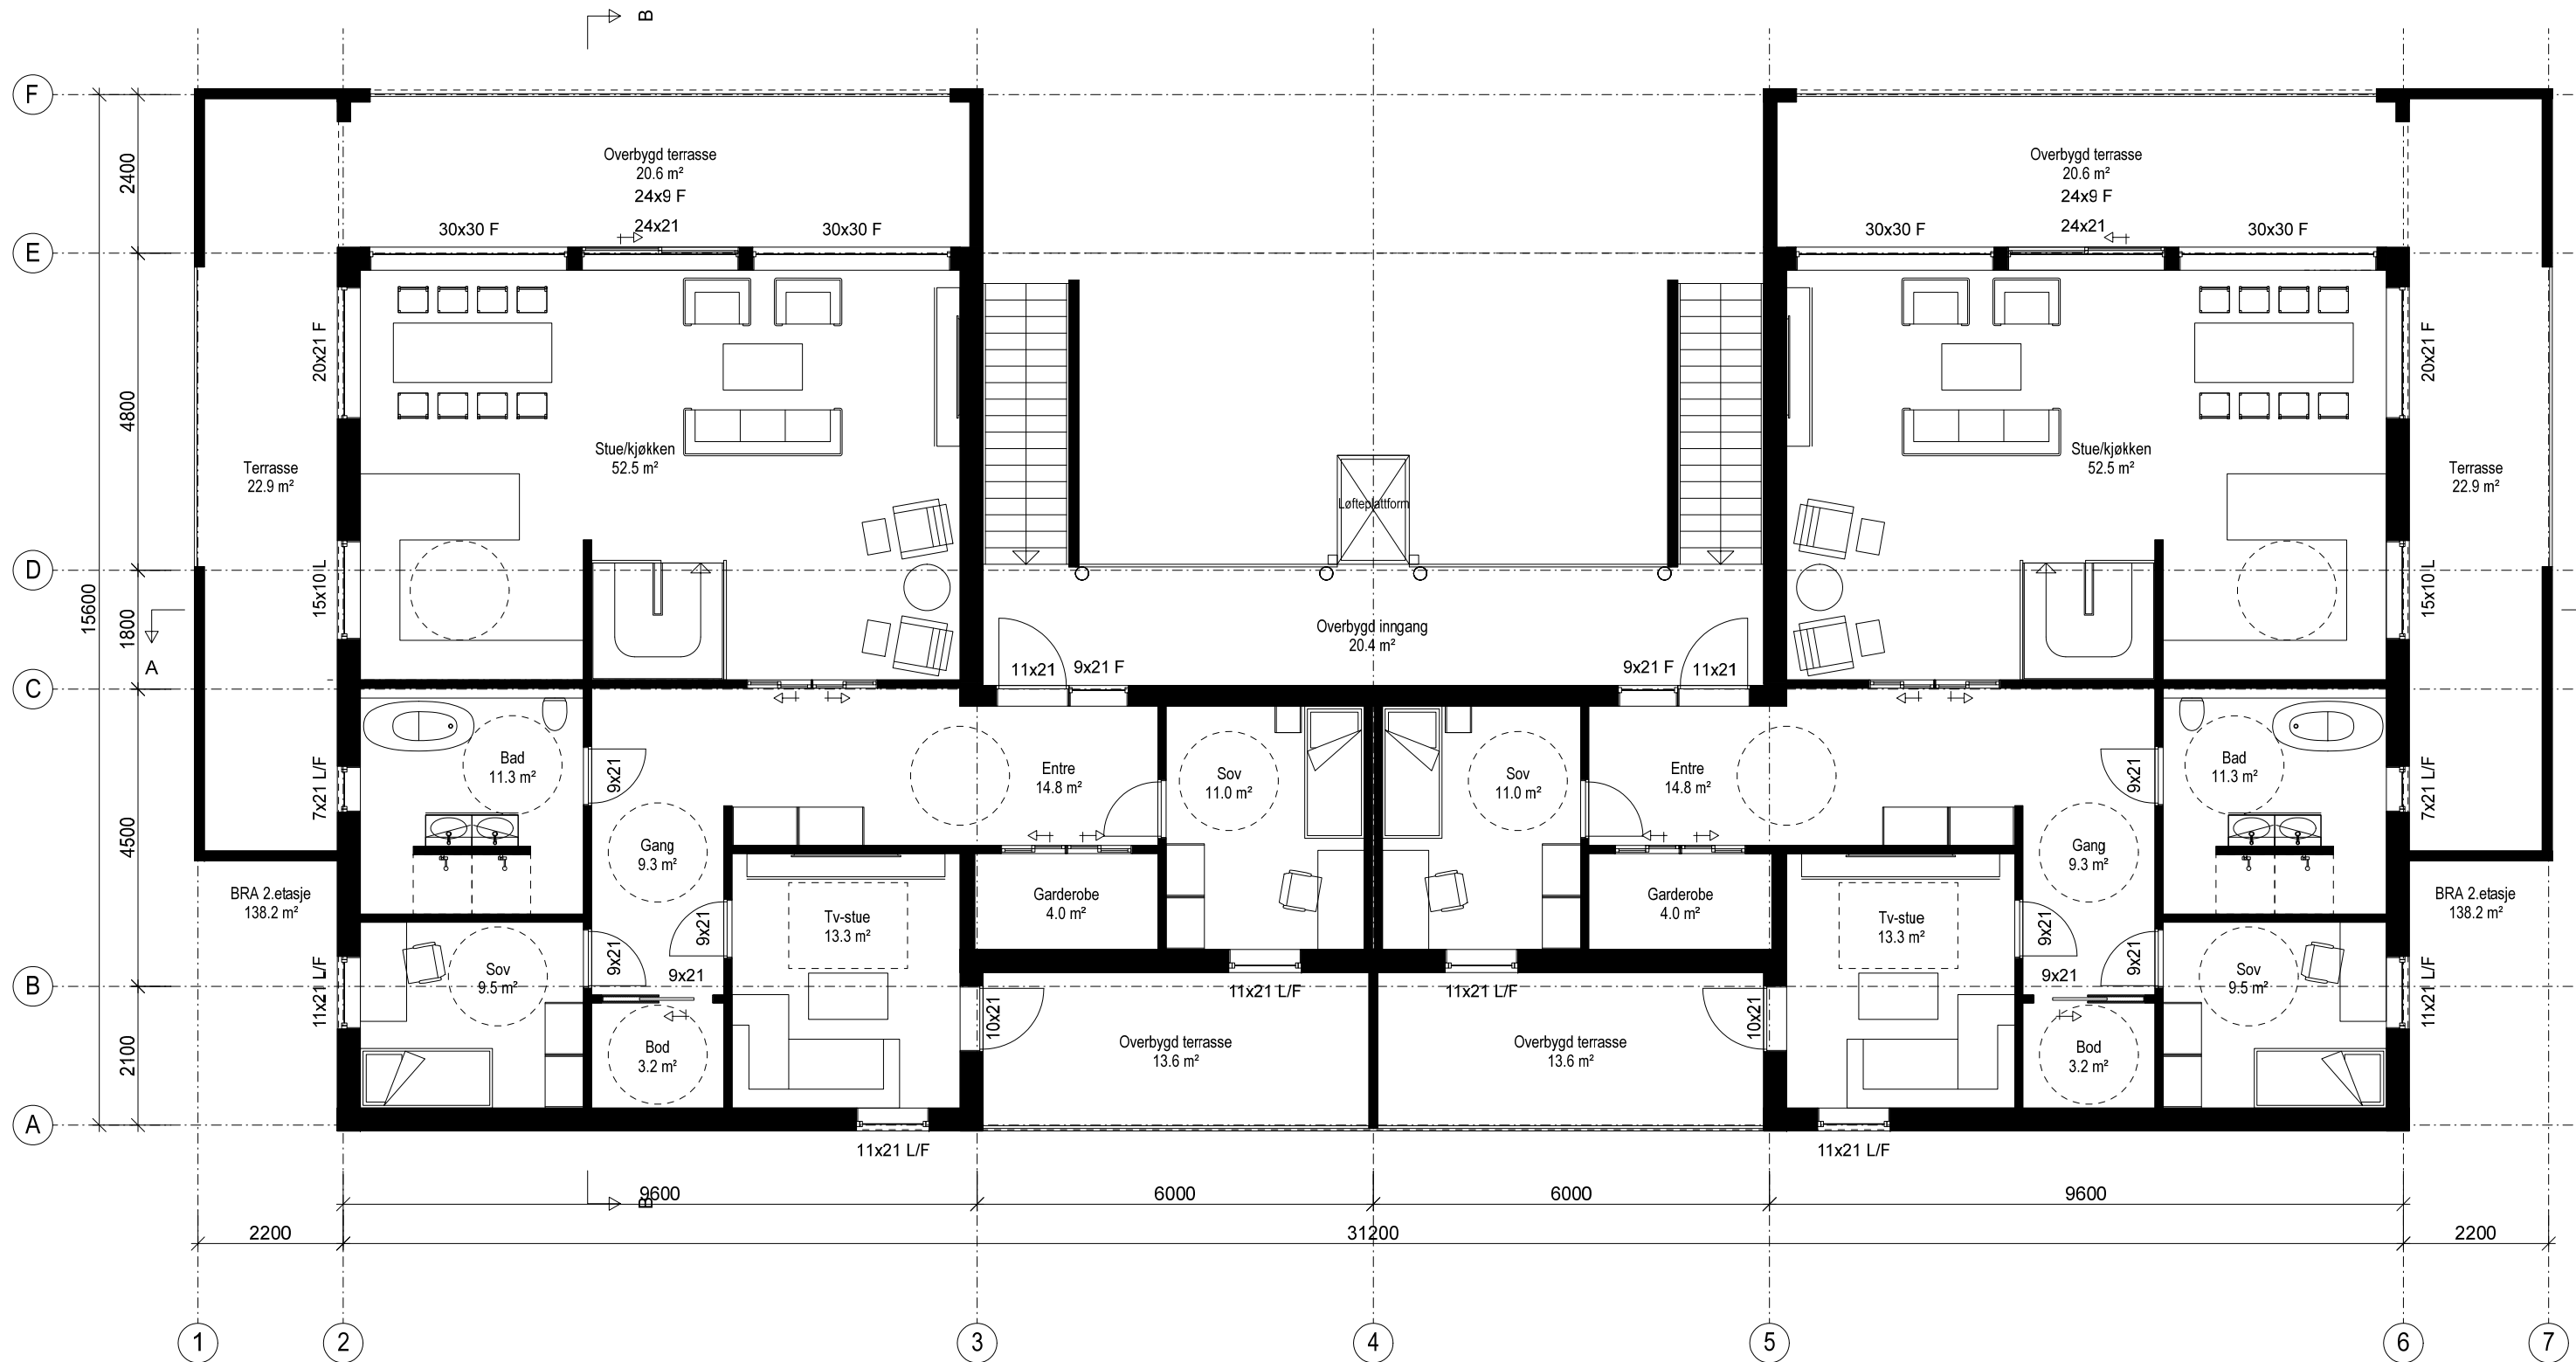 B
F
E
D
C
B
A
2400
4800
1800
4500
2100
15600
A
Overbygd terrasse
20.6 m²
24x9 F
24x21
30x30 F
30x30 F
20x21 F
15x10 L
7x21 L/F
11x21 L/F
Terrasse
22.9 m²
Stue/kjøkken
52.5 m²
BRA 2.etasje
138.2 m²
Bad
11.3 m²
9x21
Gang
9.3 m²
Sov
9.5 m²
9x21
9x21
9x21
Bod
3.2 m²
Tv-stue
13.3 m²
11x21 L/F
10x21
Entre
14.8 m²
Garderobe
4.0 m²
Sov
11.0 m²
11x21 L/F
Overbygd terrasse
13.6 m²
11x21
9x21 F
Løfteplattform
Overbygd inngang
20.4 m²
9x21 F
11x21
Sov
11.0 m²
Entre
14.8 m²
Garderobe
4.0 m²
11x21 L/F
Overbygd terrasse
13.6 m²
10x21
Overbygd terrasse
20.6 m²
24x9 F
24x21
30x30 F
30x30 F
Stue/kjøkken
52.5 m²
20x21 F
15x10 L
7x21 L/F
11x21 L/F
Terrasse
22.9 m²
BRA 2.etasje
138.2 m²
Bad
11.3 m²
9x21
Gang
9.3 m²
Tv-stue
13.3 m²
9x21
9x21
9x21
Sov
9.5 m²
Bod
3.2 m²
11x21 L/F
B
9600
6000
6000
9600
2200
31200
2200
1
2
3
4
5
6
7